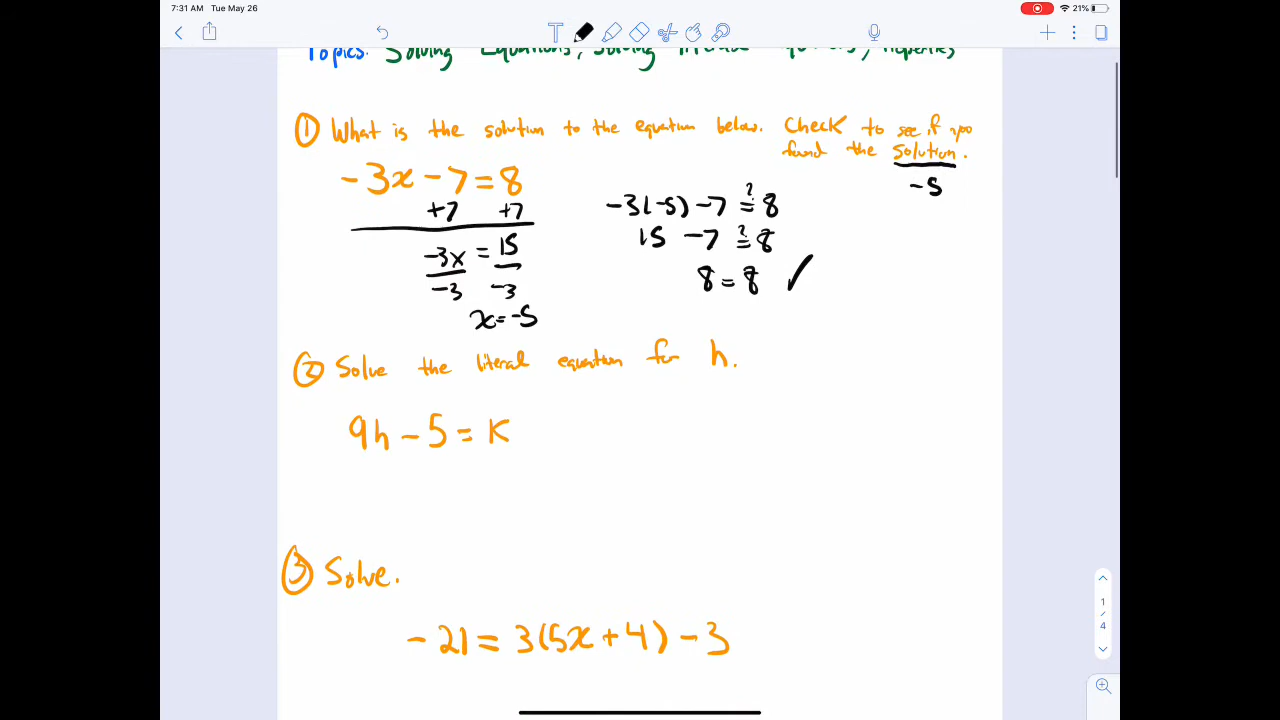 7:31 AM Tue May 26
21%
T
Topics: Solving Equations, Solving
① What is the solution to the equation below. Check to see if you
found the solution.
-5
-3x - 7 = 8
+7 +7
-3x = 15
-3 -3
x = -5
-3(-5) -7 ?= 8
15 -7 ?= 8
8 = 8 ✓
② Solve the literal equation for h.
9h - 5 = K
③ Solve.
-21 = 3(5x + 4) - 3
1
/
4